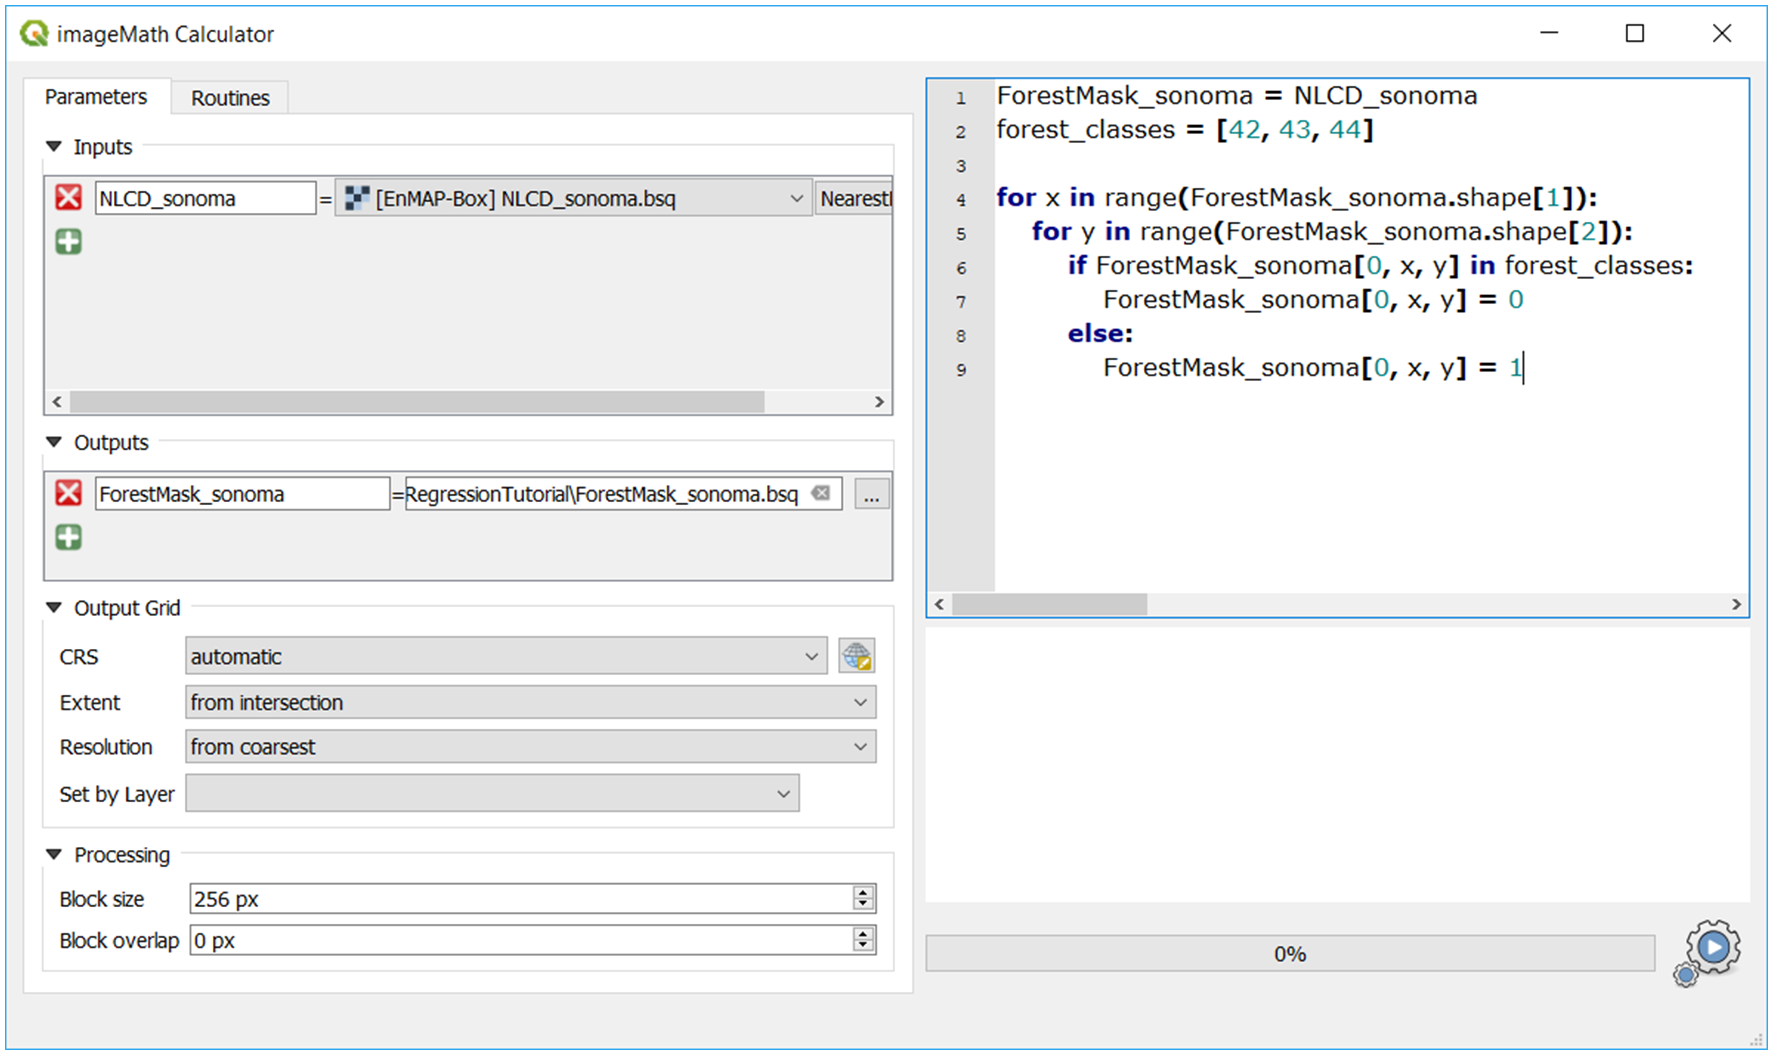 imageMath Calculator
Parameters
Routines
Inputs
NLCD_sonoma = [EnMAP-Box] NLCD_sonoma.bsq
Outputs
ForestMask_sonoma =RegressionTutorial\ForestMask_sonoma.bsq ...
Output Grid
CRS automatic
Extent from intersection
Resolution from coarsest
Set by Layer
Processing
Block size 256 px
Block overlap 0 px
1 ForestMask_sonoma = NLCD_sonoma
2 forest_classes = [42, 43, 44]
3
4 for x in range(ForestMask_sonoma.shape[1]):
5 for y in range(ForestMask_sonoma.shape[2]):
6 if ForestMask_sonoma[0, x, y] in forest_classes:
7 ForestMask_sonoma[0, x, y] = 0
8 else:
9 ForestMask_sonoma[0, x, y] = 1
0%